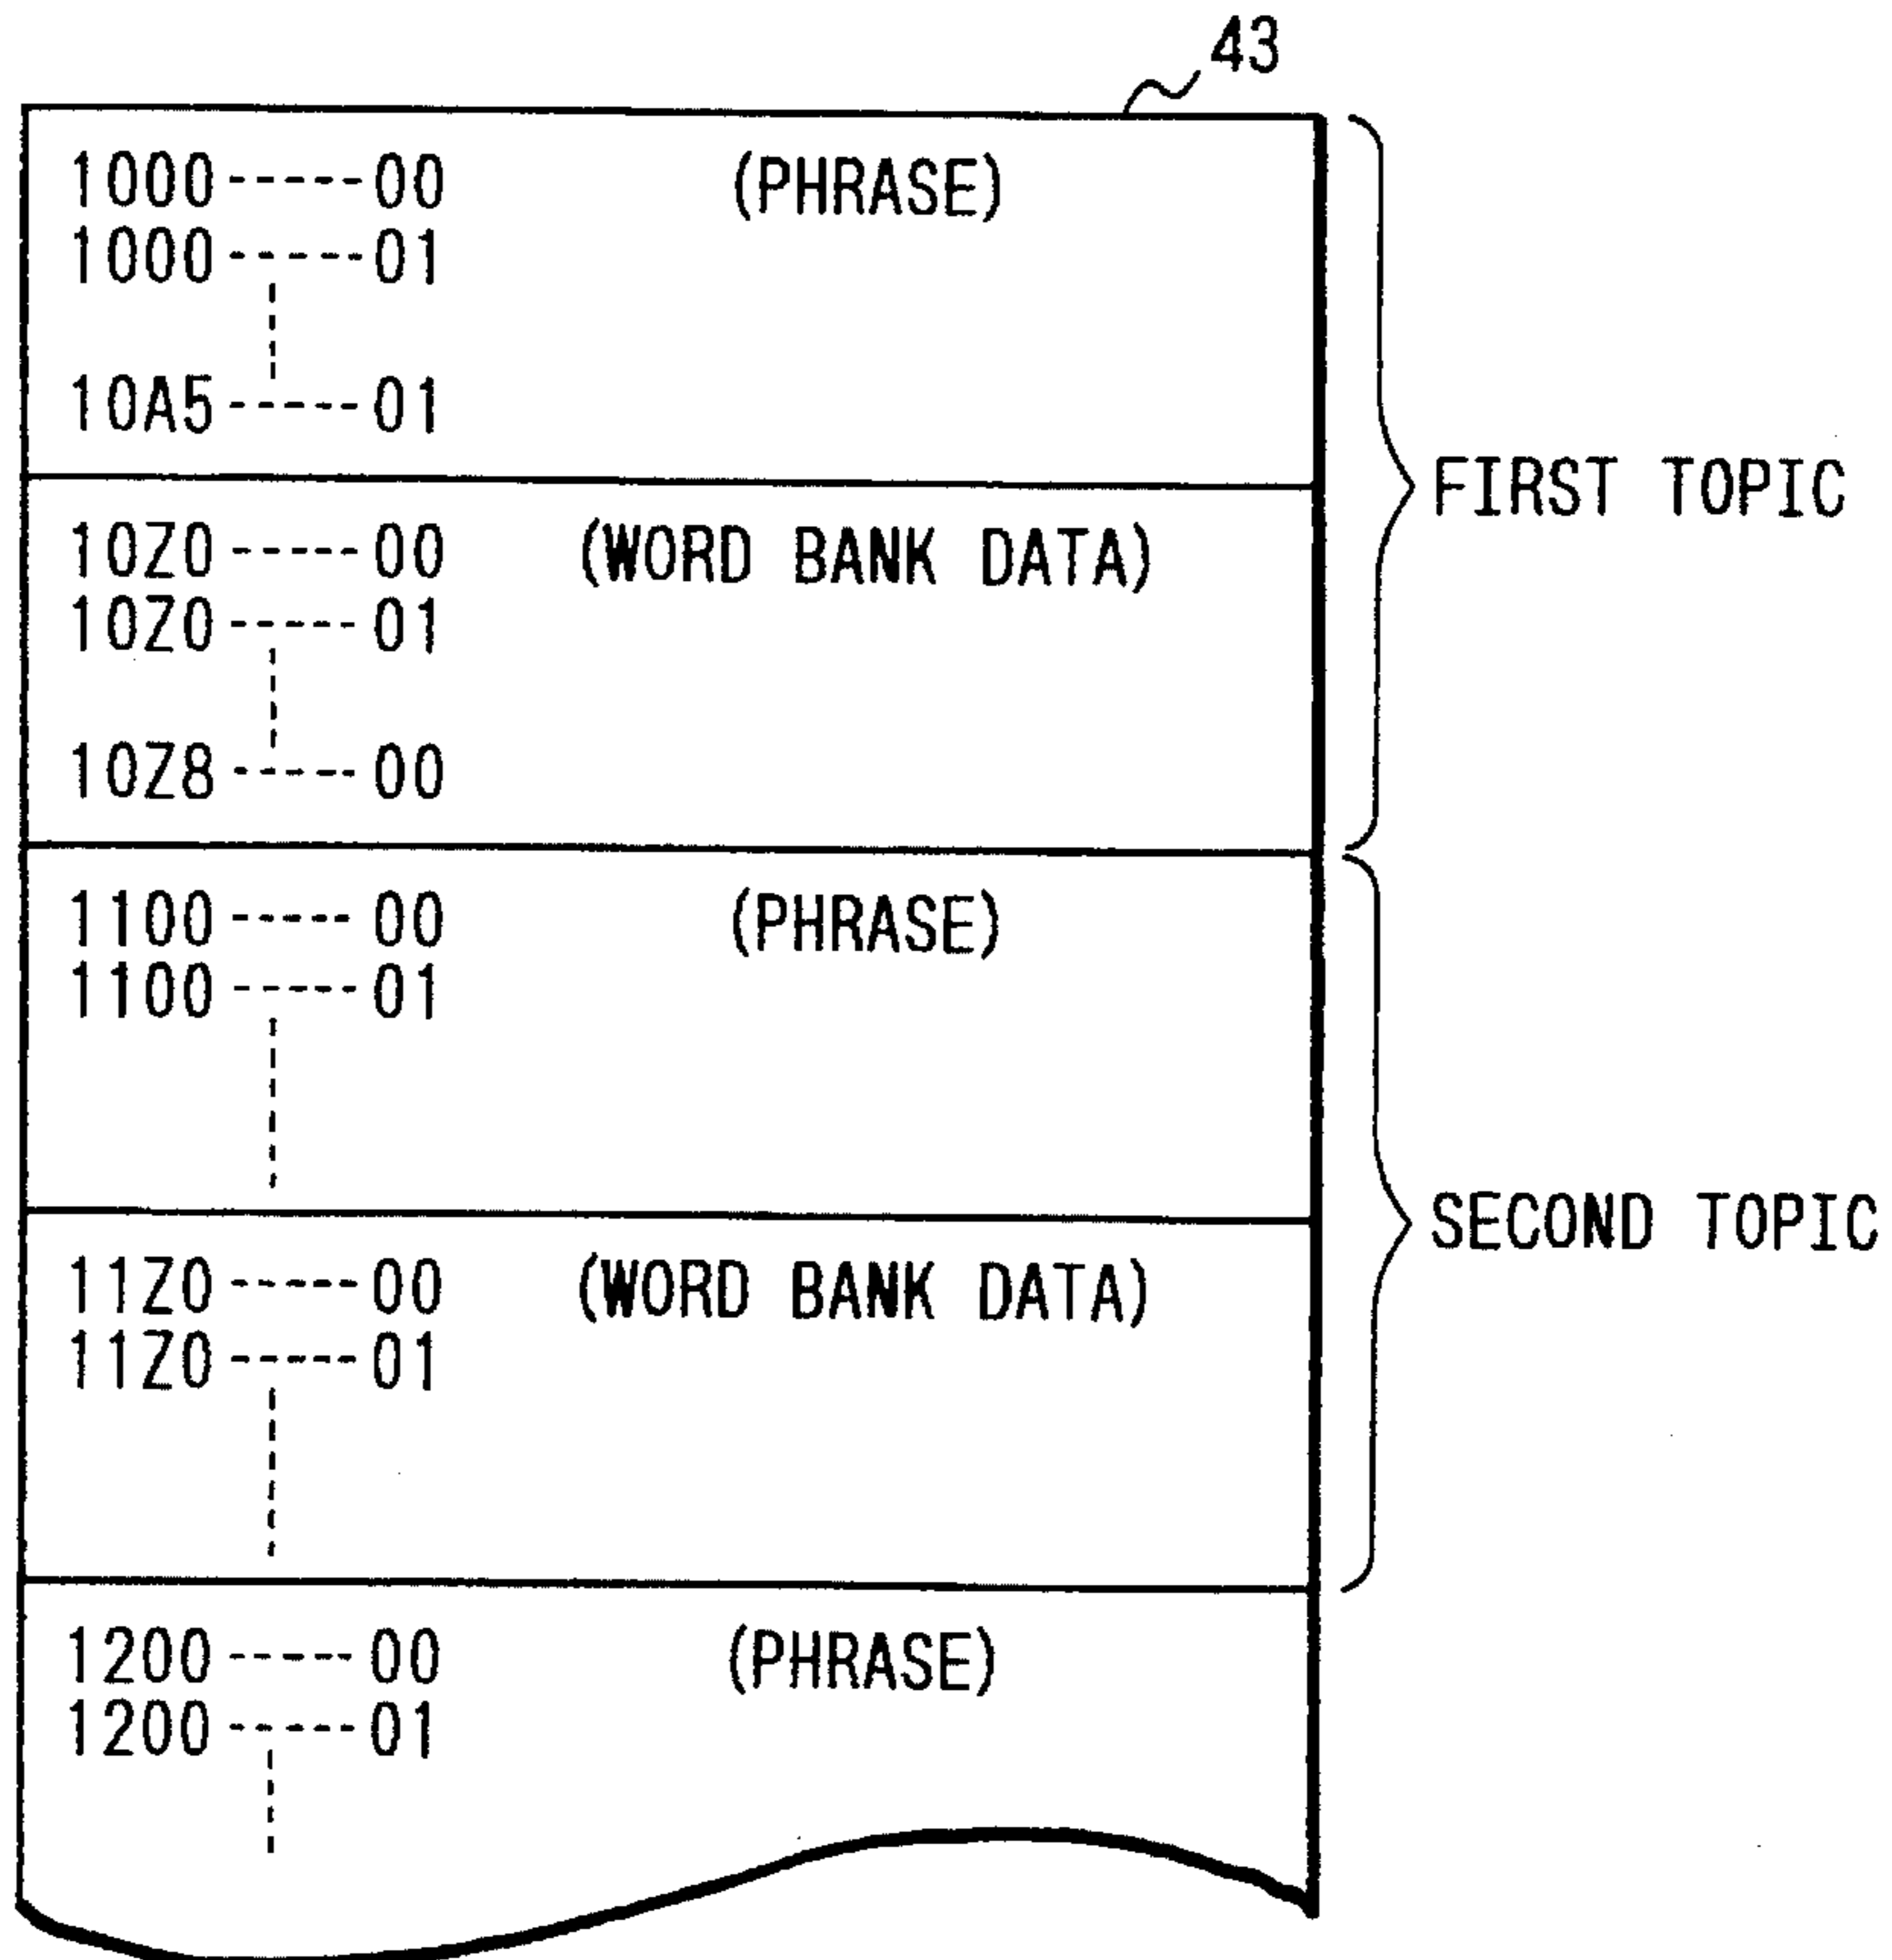 43
1000-----00 (PHRASE)
1000-----01
10A5-----01
FIRST TOPIC
10Z0-----00 (WORD BANK DATA)
10Z0-----01
10Z8-----00
1100-----00 (PHRASE)
1100-----01
SECOND TOPIC
11Z0-----00 (WORD BANK DATA)
11Z0-----01
1200-----00 (PHRASE)
1200-----01